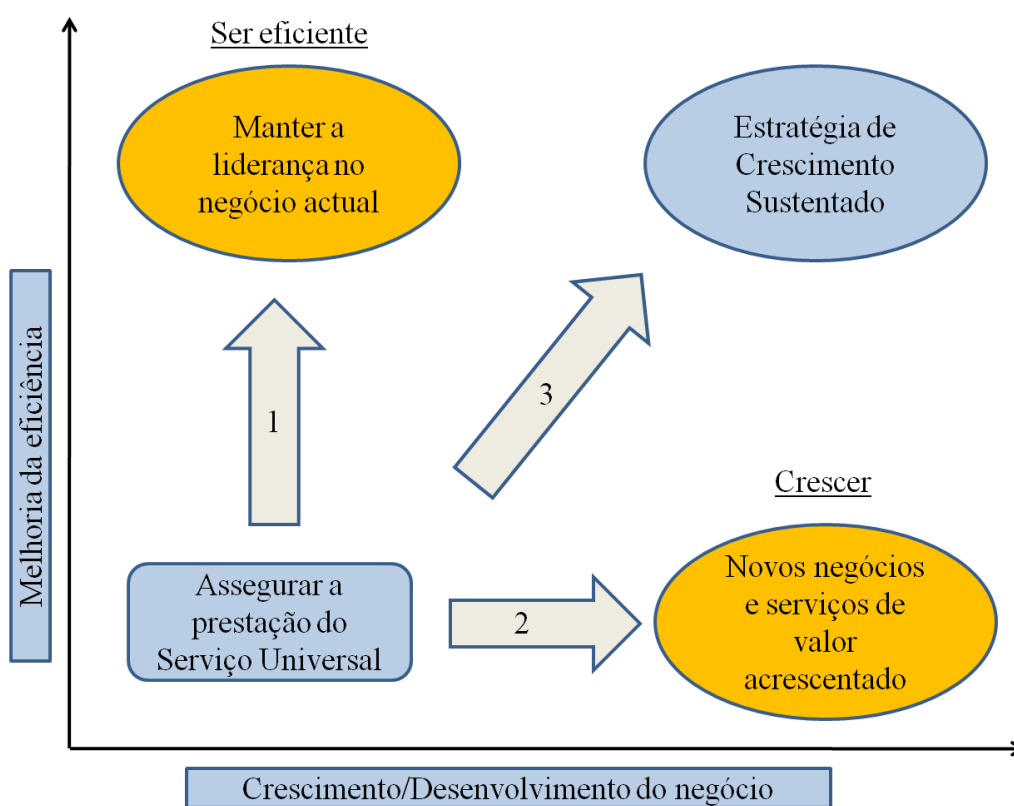 Ser eficiente
Manter a
liderança no
negócio actual
Estratégia de
Crescimento
Sustentado
Melhoria da eficiência
1
3
Crescer
Assegurar a
prestação do
Serviço Universal
2
Novos negócios
e serviços de
valor
acrescentado
Crescimento/Desenvolvimento do negócio